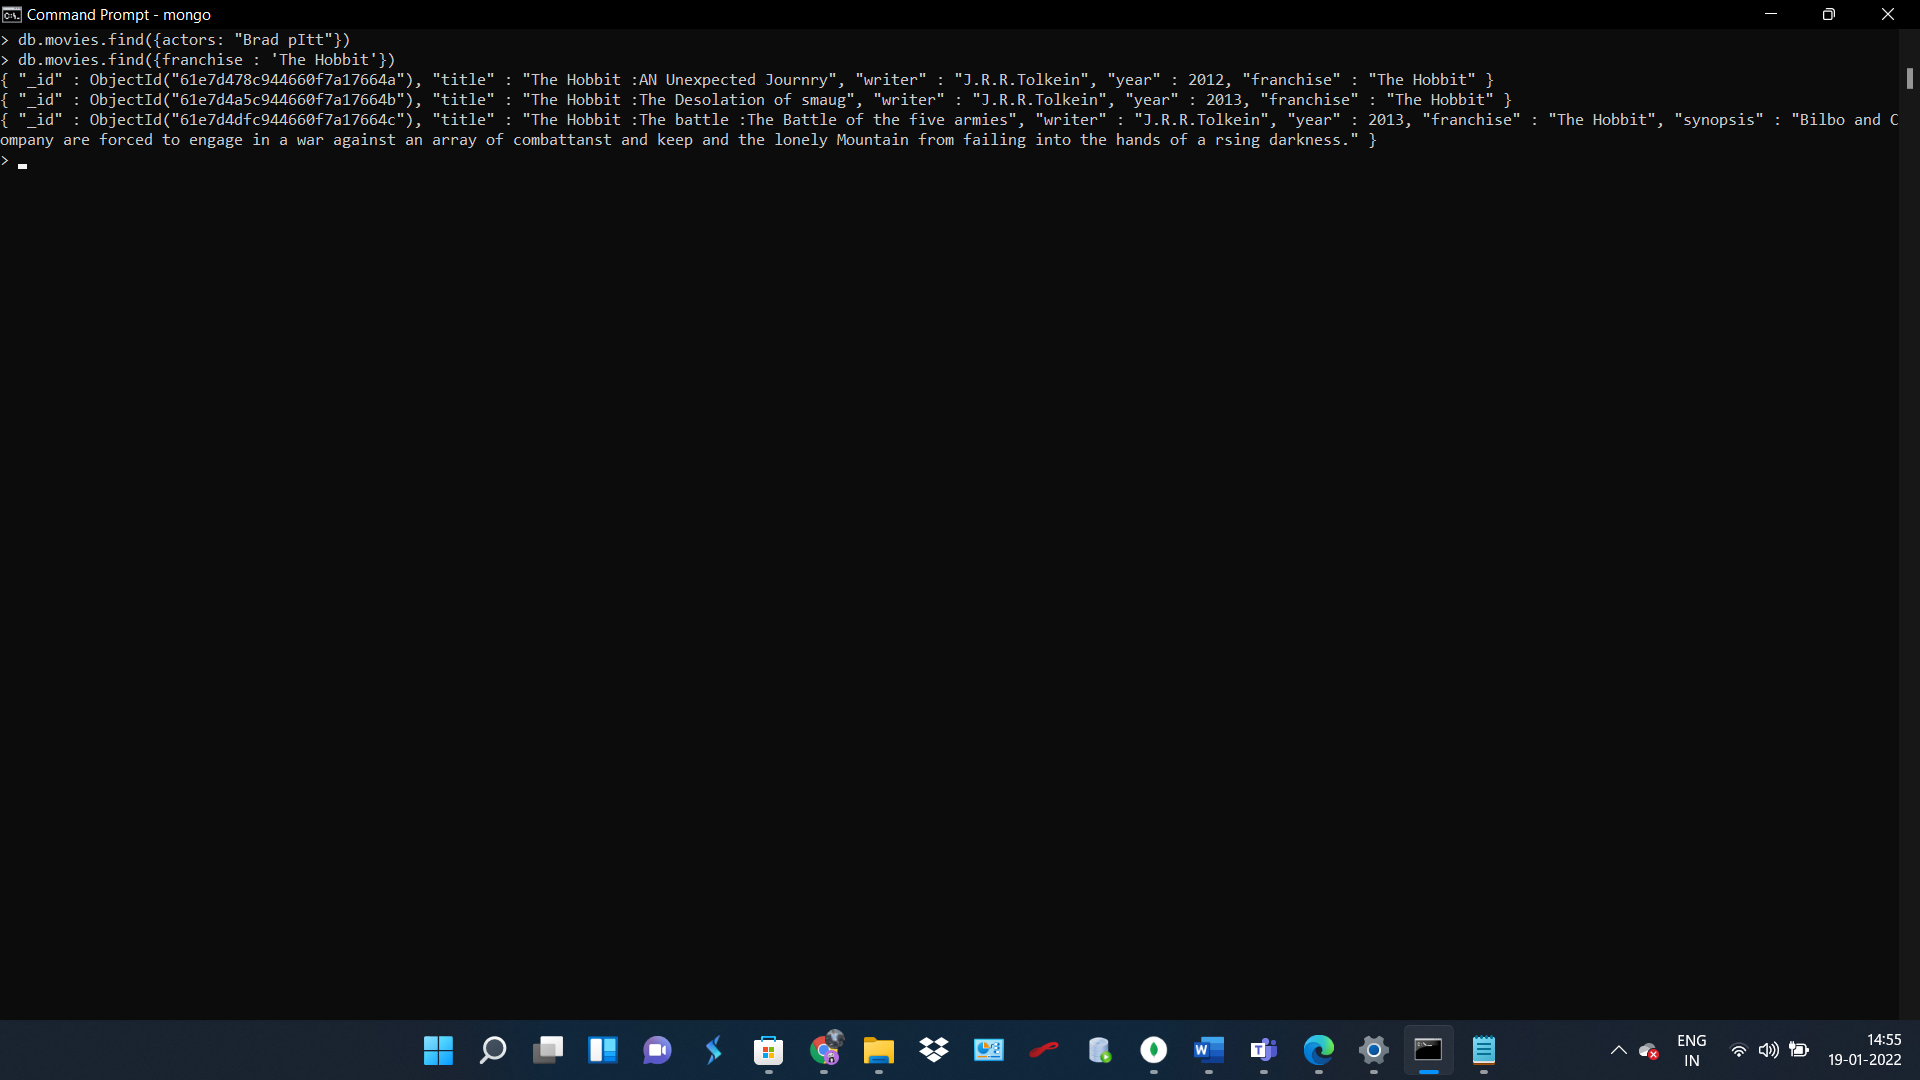 Command Prompt - mongo
> db.movies.find({actors: "Brad pItt"})
> db.movies.find({franchise : 'The Hobbit'})
{ "_id" : ObjectId("61e7d478c944660f7a17664a"), "title" : "The Hobbit :AN Unexpected Journry", "writer" : "J.R.R.Tolkein", "year" : 2012, "franchise" : "The Hobbit" }
{ "_id" : ObjectId("61e7d4a5c944660f7a17664b"), "title" : "The Hobbit :The Desolation of smaug", "writer" : "J.R.R.Tolkein", "year" : 2013, "franchise" : "The Hobbit" }
{ "_id" : ObjectId("61e7d4dfc944660f7a17664c"), "title" : "The Hobbit :The battle :The Battle of the five armies", "writer" : "J.R.R.Tolkein", "year" : 2013, "franchise" : "The Hobbit", "synopsis" : "Bilbo and C
ompany are forced to engage in a war against an array of combattanst and keep and the lonely Mountain from failing into the hands of a rsing darkness." }
>
ENG
IN
14:55
19-01-2022